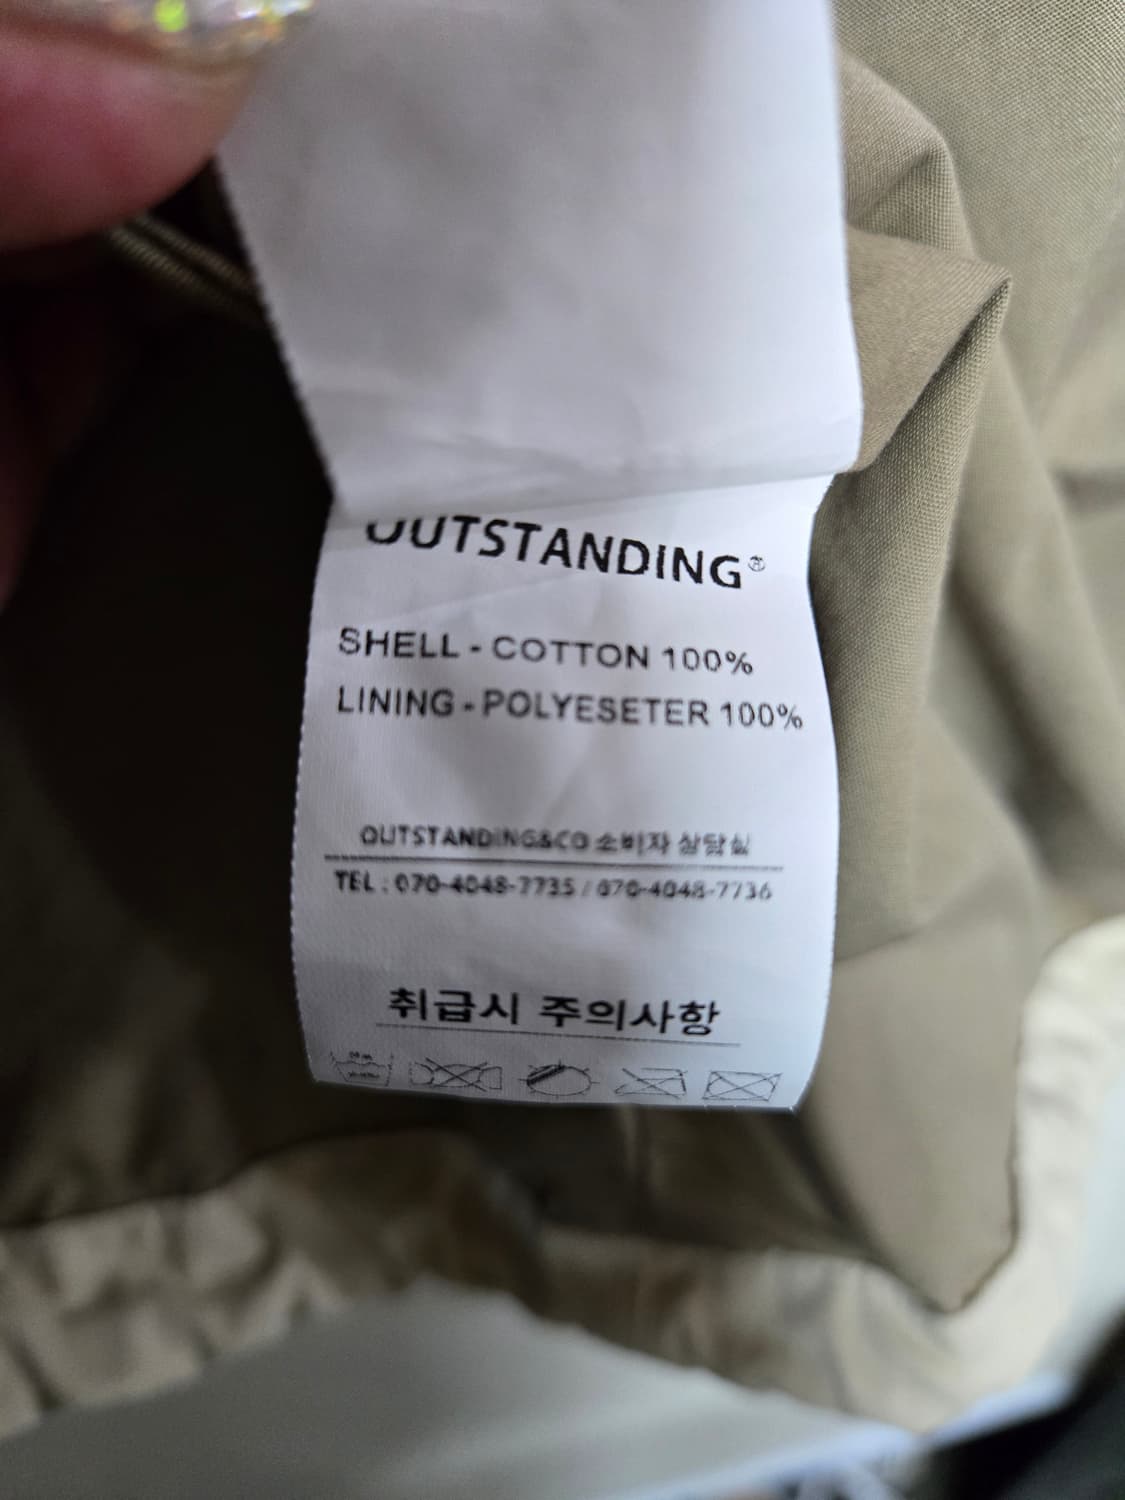 OUTSTANDING®
SHELL - COTTON 100%
LINING - POLYESETER 100%
OUTSTANDING&CO 소비자 상담실
TEL : 070-4048-7735 / 070-4048-7736
취급시 주의사항